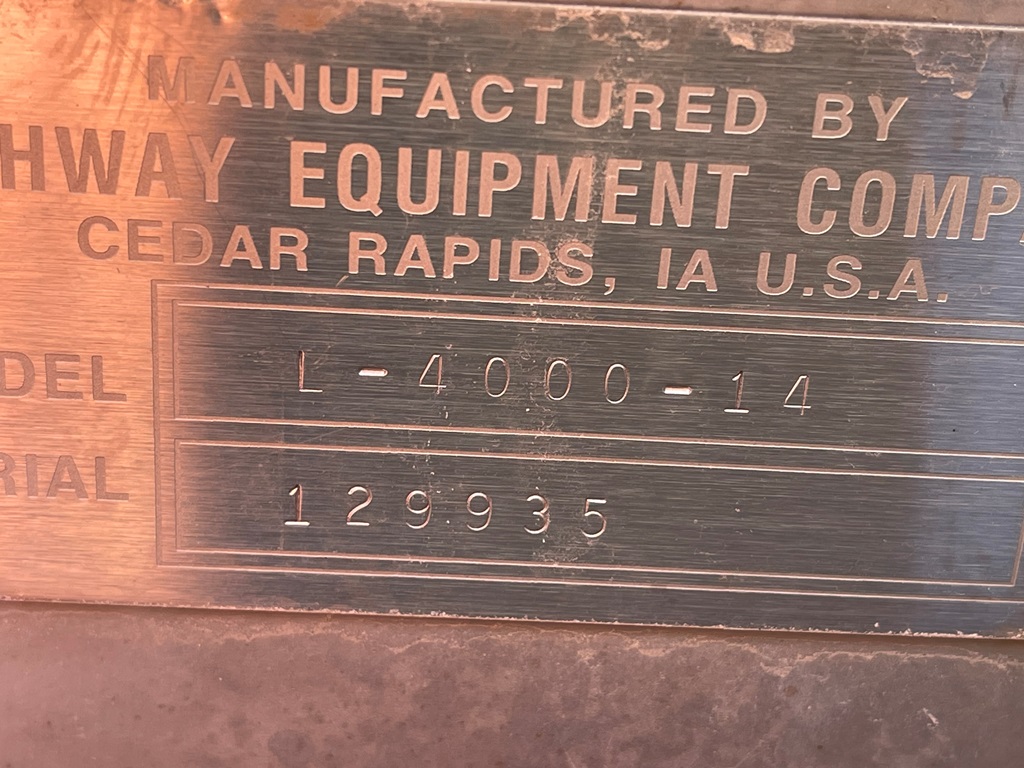 MANUFACTURED BY
HWAY EQUIPMENT COMP
CEDAR RAPIDS, IA U.S.A.
DEL L-4000-14
RIAL 129935